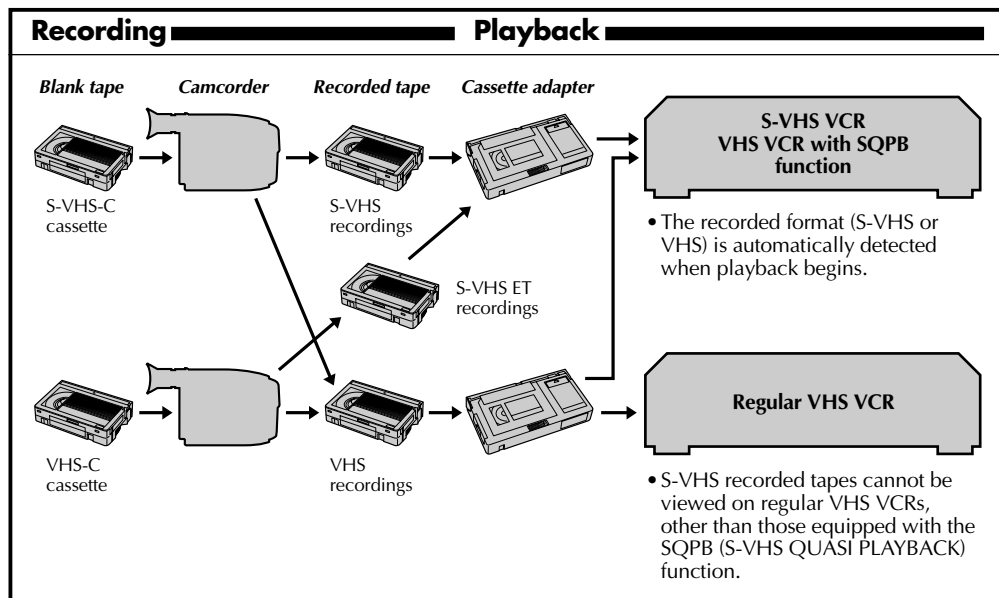 Recording
Playback
Blank tape
Camcorder
Recorded tape
Cassette adapter
S-VHS-C
cassette
S-VHS
recordings
S-VHS VCR
VHS VCR with SQPB
function
• The recorded format (S-VHS or
VHS) is automatically detected
when playback begins.
S-VHS ET
recordings
VHS-C
cassette
VHS
recordings
Regular VHS VCR
• S-VHS recorded tapes cannot be
viewed on regular VHS VCRs,
other than those equipped with the
SQPB (S-VHS QUASI PLAYBACK)
function.